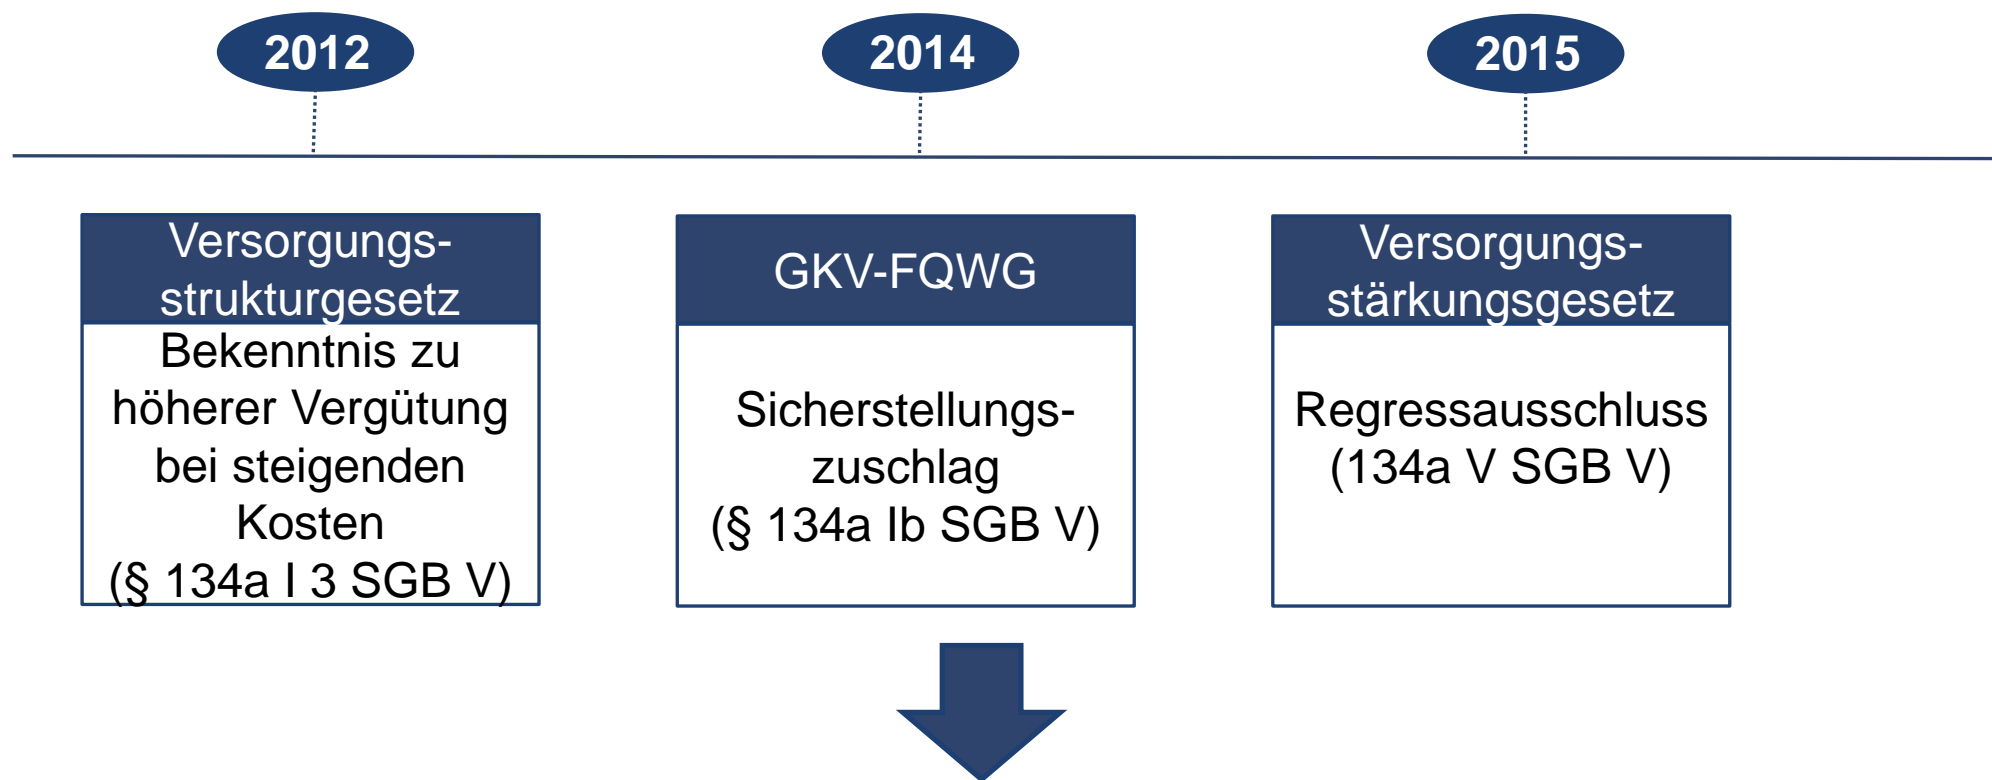 2012
2014
2015
Versorgungs-
strukturgesetz
Bekenntnis zu
höherer Vergütung
bei steigenden
Kosten
(§ 134a I 3 SGB V)
GKV-FQWG
Sicherstellungs-
zuschlag
(§ 134a Ib SGB V)
Versorgungs-
stärkungsgesetz
Regressausschluss
(134a V SGB V)